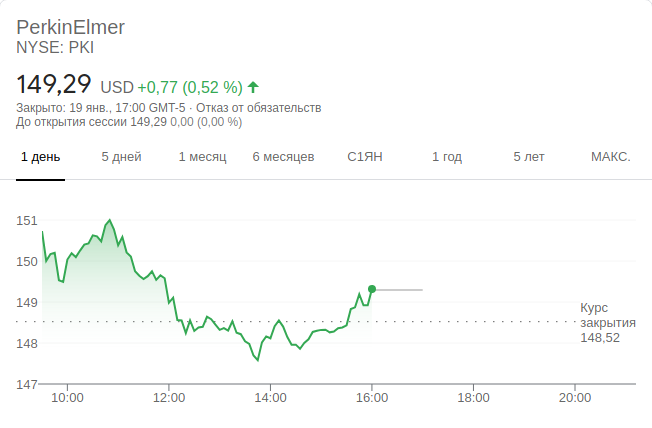 PerkinElmer
NYSE: PKI
149,29 USD +0,77 (0,52 %)
Закрыто: 19 янв., 17:00 GMT-5 · Отказ от обязательств
До открытия сессии 149,29 0,00 (0,00 %)
1 день 5 дней 1 месяц 6 месяцев С1ЯН 1 год 5 лет МАКС.
151
150
149
Курс
закрытия
148,52
148
147
10:00 12:00 14:00 16:00 18:00 20:00